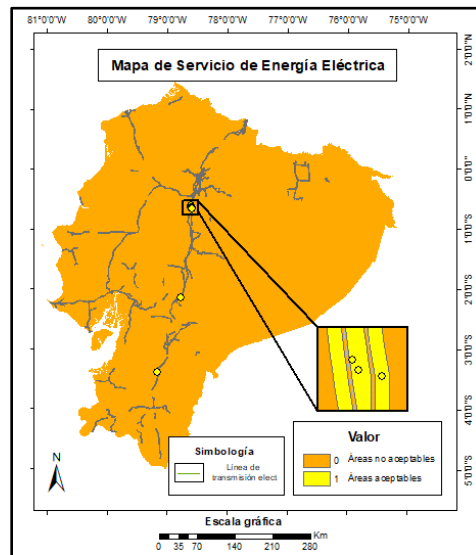 81°0'0"W 80°0'0"W 79°0'0"W 78°0'0"W 77°0'0"W 76°0'0"W 75°0'0"W
Mapa de Servicio de Energía Eléctrica
2°0'0"N
1°0'0"N
0°0'0"
1°0'0"S
2°0'0"S
3°0'0"S
4°0'0"S
5°0'0"S
N
Simbología
Línea de
transmisión elect
Valor
0 Áreas no aceptables
1 Áreas aceptables
Escala gráfica
Km
0 35 70 140 210 280